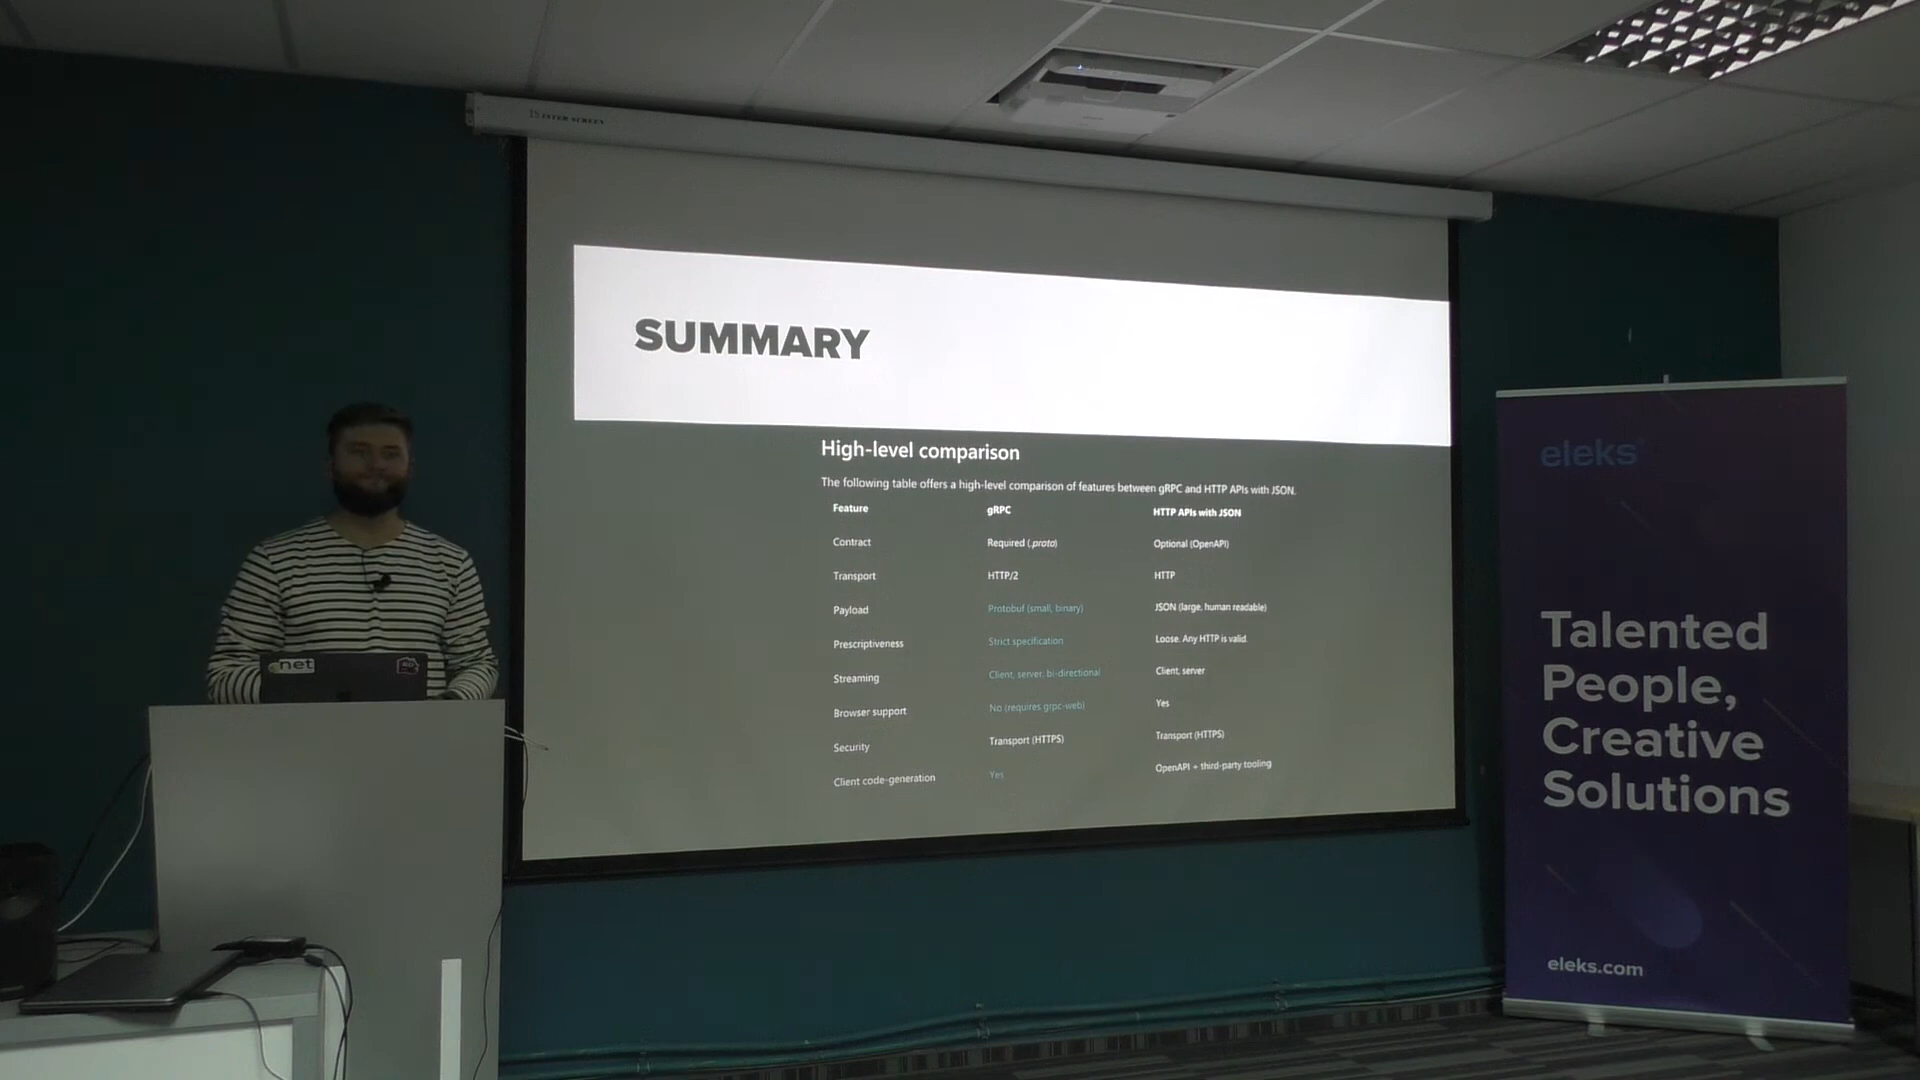 INTER SCREEN
SUMMARY
High-level comparison
The following table offers a high-level comparison of features between gRPC and HTTP APIs with JSON.
Feature gRPC HTTP APIs with JSON
Contract Required (.proto) Optional (OpenAPI)
Transport HTTP/2 HTTP
Payload Protobuf (small, binary) JSON (large, human readable)
Prescriptiveness Strict specification Loose. Any HTTP is valid.
Streaming Client, server, bi-directional Client, server
Browser support No (requires grpc-web) Yes
Security Transport (HTTPS) Transport (HTTPS)
Client code-generation Yes OpenAPI + third-party tooling
.net
eleks®
Talented
People,
Creative
Solutions
eleks.com